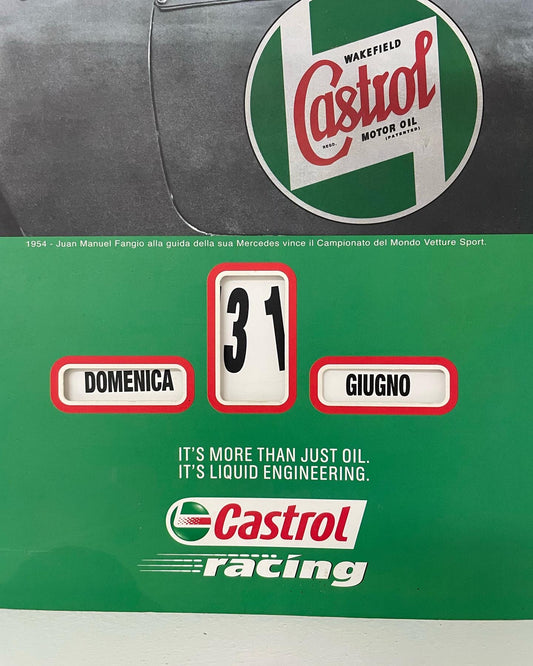 WAKEFIELD
Castrol
REGD.
MOTOR OIL
(PATENTED)
1954 - Juan Manuel Fangio alla guida della sua Mercedes vince il Campionato del Mondo Vetture Sport.
31
DOMENICA
GIUGNO
IT'S MORE THAN JUST OIL.
IT'S LIQUID ENGINEERING.
Castrol
racing